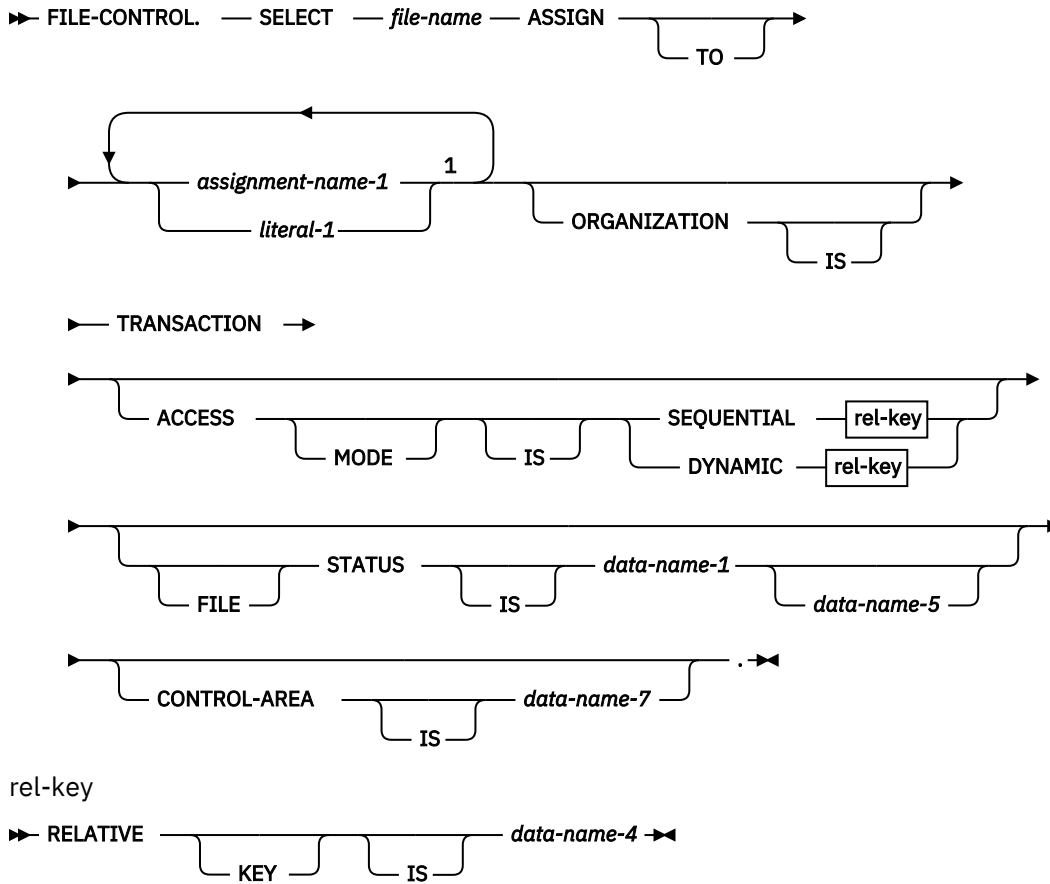 FILE-CONTROL. SELECT file-name ASSIGN
TO
1
assignment-name-1
literal-1
ORGANIZATION
IS
TRANSACTION
ACCESS
MODE
IS
SEQUENTIAL rel-key
DYNAMIC rel-key
FILE
STATUS
IS
data-name-1
data-name-5
CONTROL-AREA
IS
data-name-7
.
rel-key
RELATIVE
KEY
IS
data-name-4